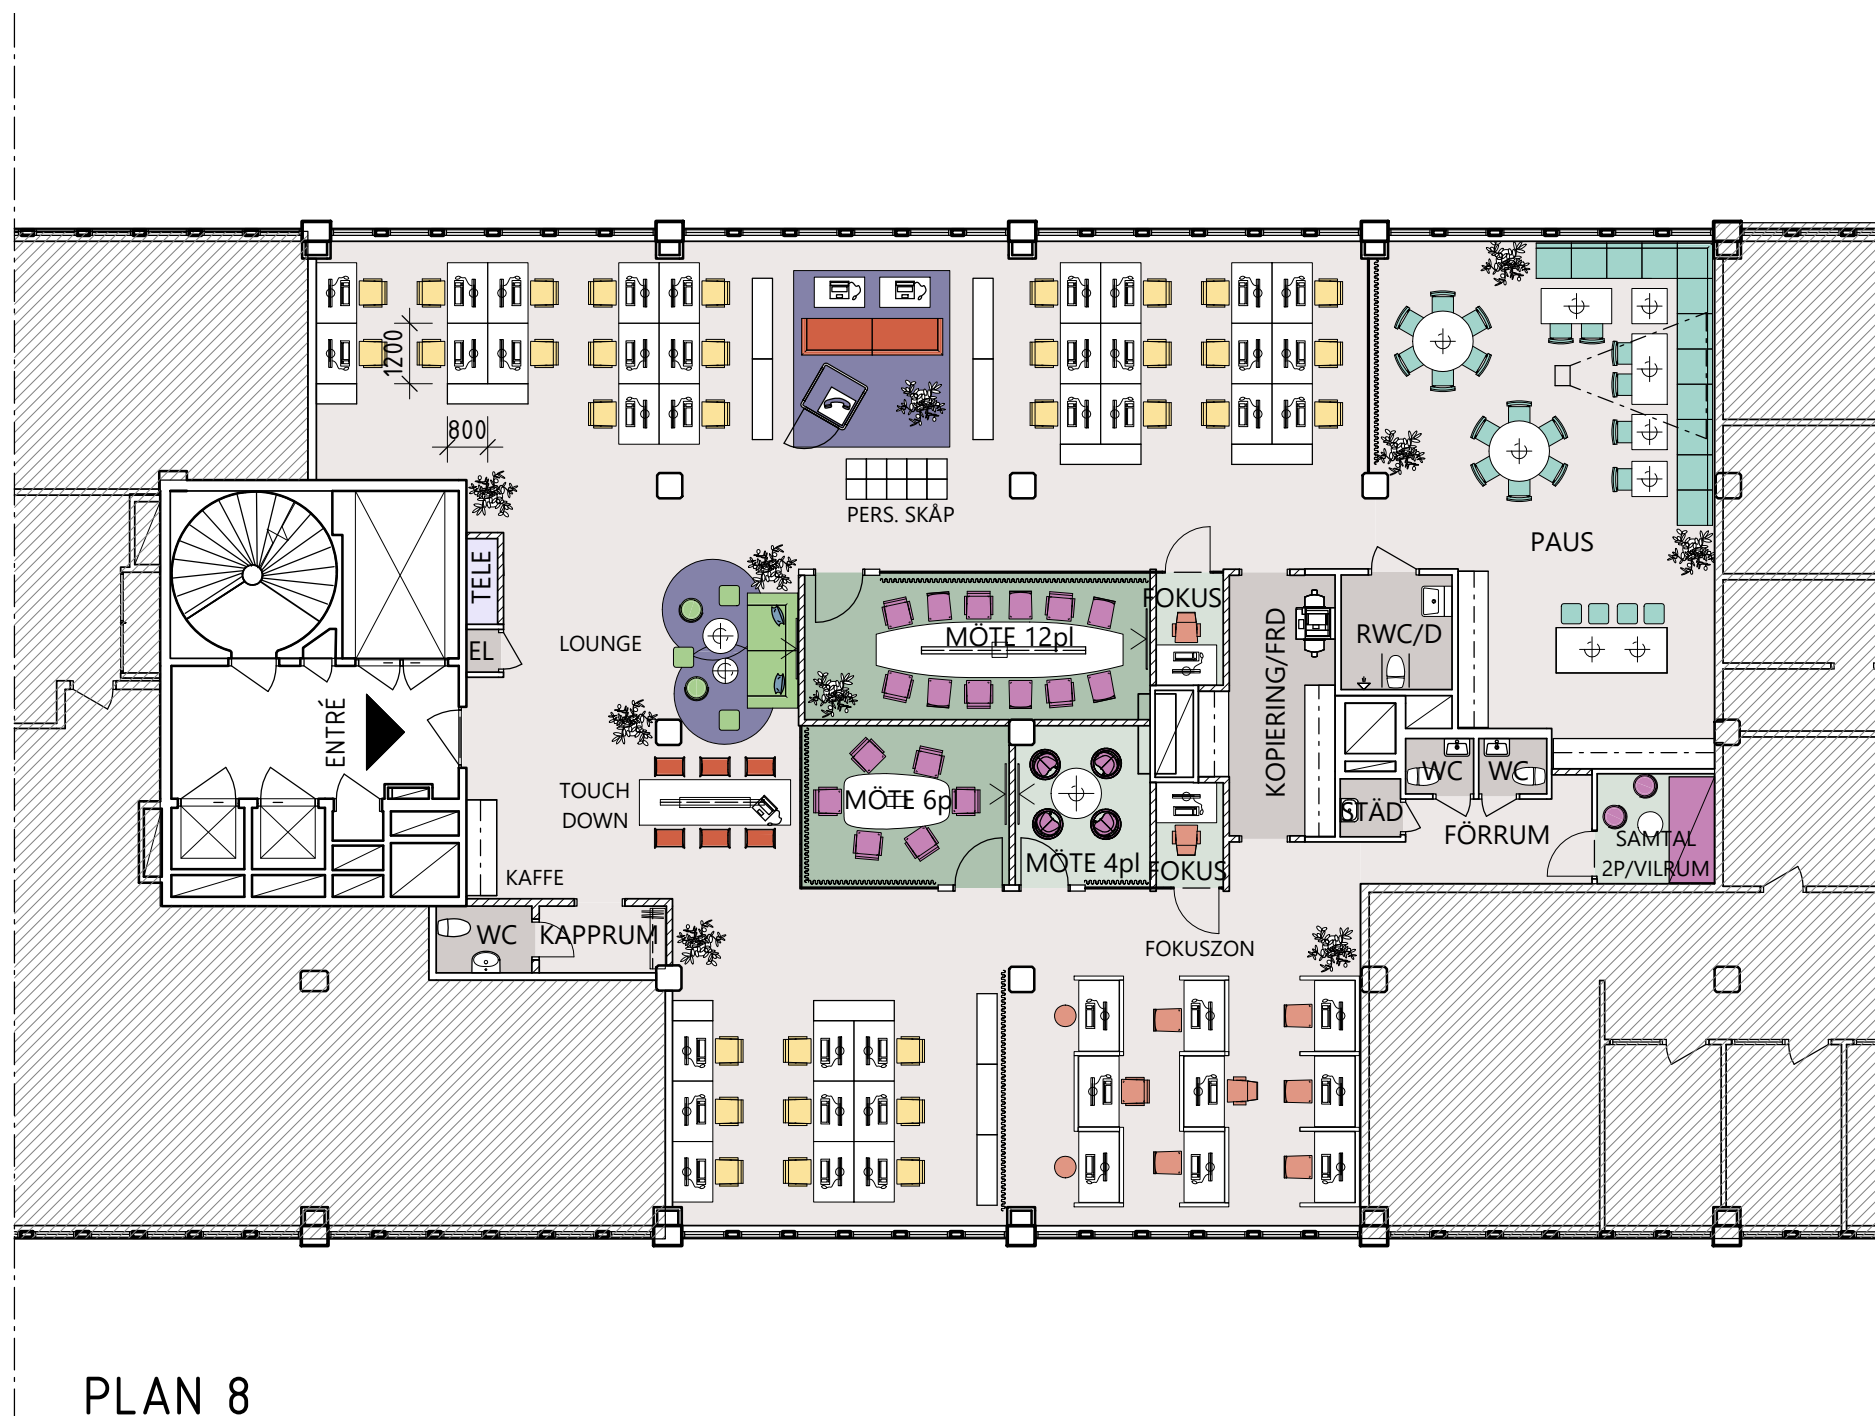 1200
800
PERS. SKÅP
PAUS
TELE
EL
LOUNGE
FOKUS
MÖTE 12pl
RWC/D
KOPIERING/FRD
ENTRÉ
TOUCH
DOWN
MÖTE 6pl
MÖTE 4pl
FOKUS
WC
WC
STÄD
FÖRRUM
SAMTAL
2P/VILRUM
KAFFE
WC
KAPPRUM
FOKUSZON
PLAN 8